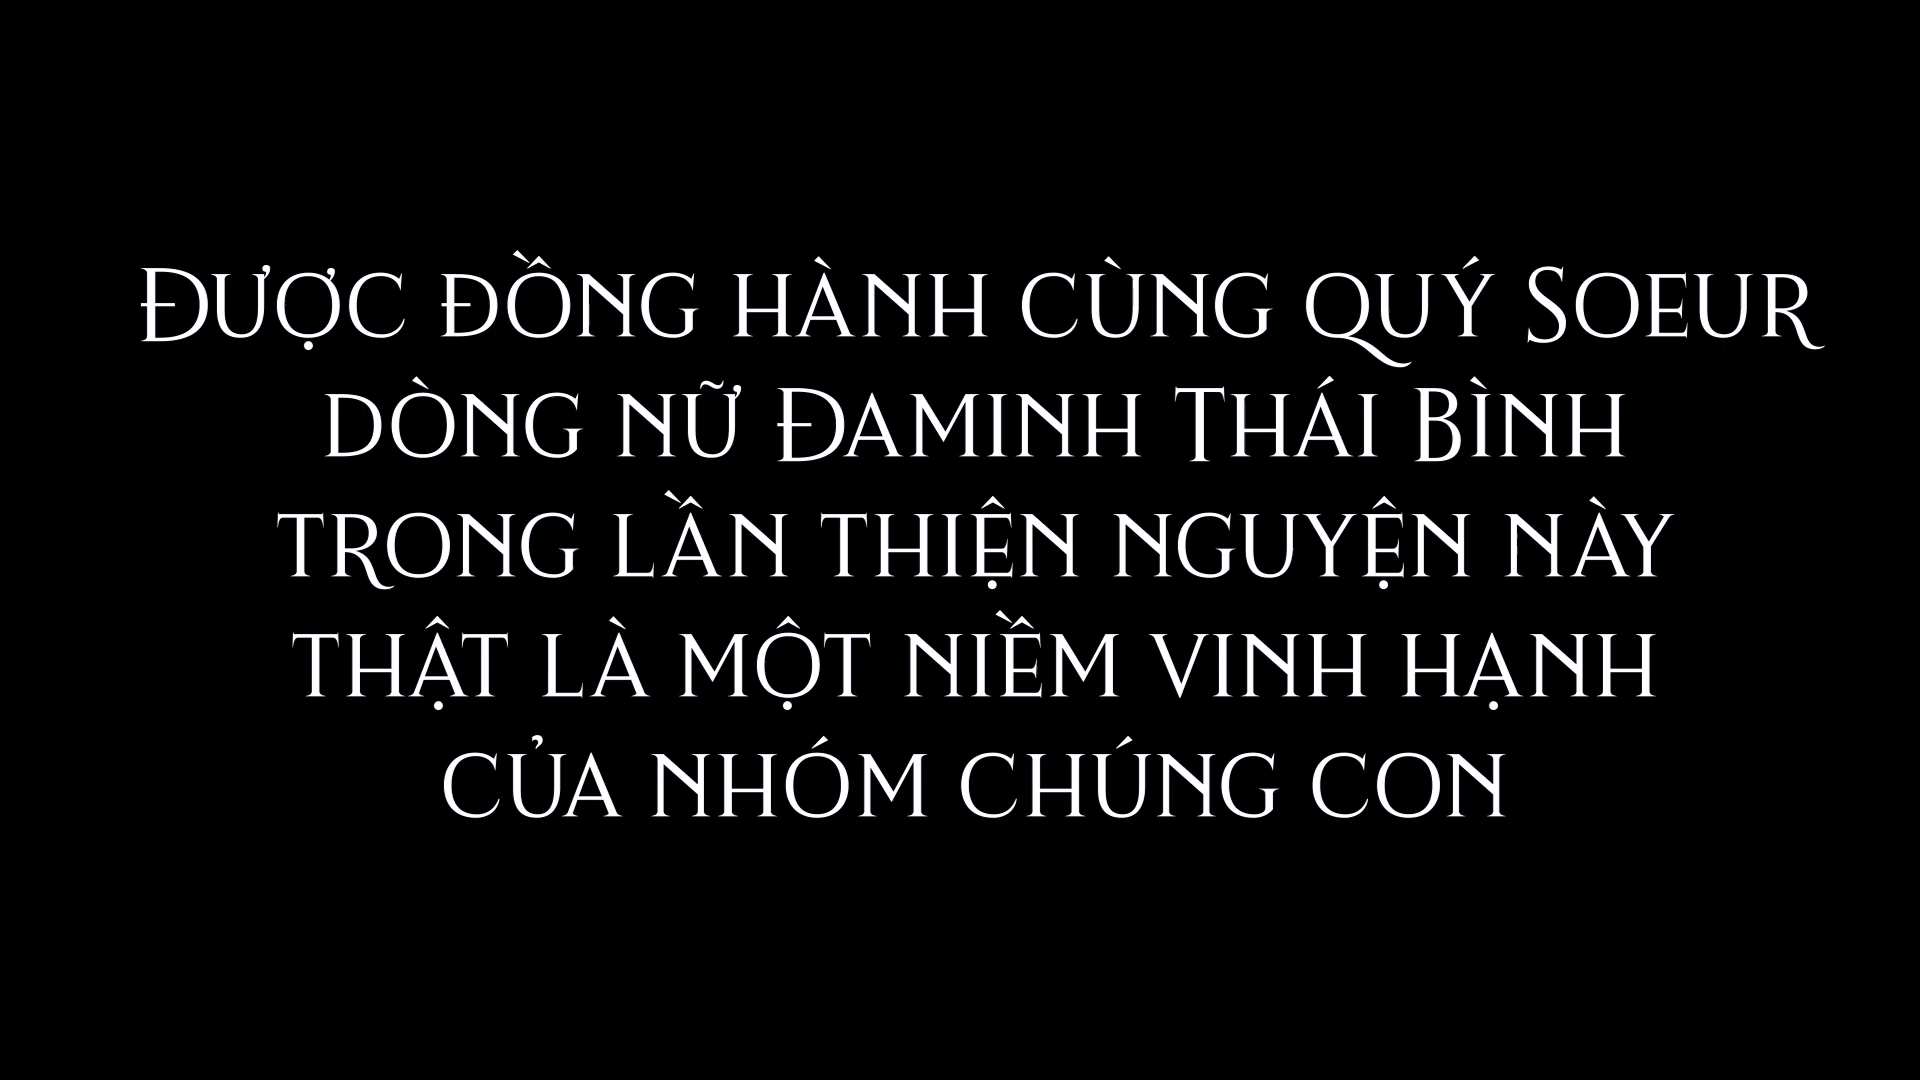 Được đồng hành cùng quý Soeur
dòng nữ Đaminh Thái Bình
trong lần thiện nguyện này
thật là một niềm vinh hạnh
của nhóm chúng con